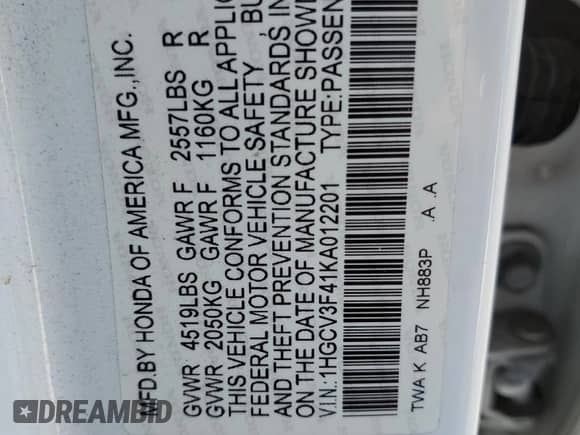 MFD.BY HONDA OF AMERICA MFG.,INC.
GVWR 4519LBS GAWR F 2557LBS R
GVWR 2050KG GAWR F 1160KG R
THIS VEHICLE CONFORMS TO ALL APPLIC
FEDERAL MOTOR VEHICLE SAFETY, BU
AND THEFT PREVENTION STANDARDS, IN
ON THE DATE OF MANUFACTURE SHOWN
V.I.N.:1HGCV3F41KA012201 TYPE:PASSEN
TWA K AB7 NH883P .A .A
DREAMBID